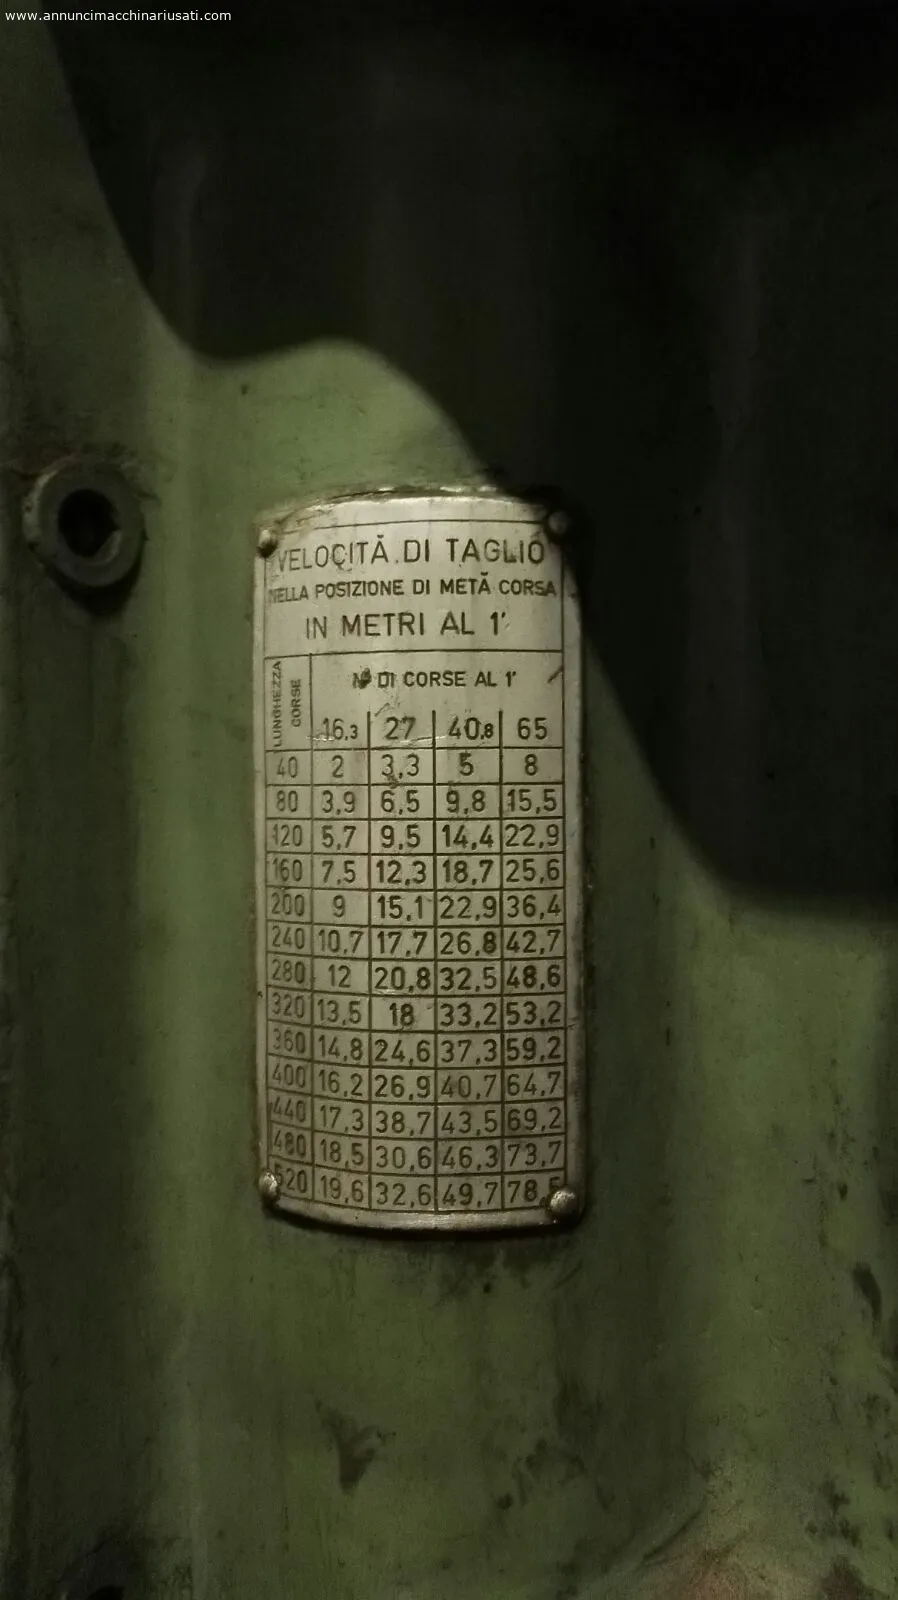 www.annuncimacchinariusati.com
VELOCITĂ DI TAGLIO
NELLA POSIZIONE DI METĂ CORSA
IN METRI AL 1'
LUNGHEZZA CORSE
Nº DI CORSE AL 1'
16,3 27 40,8 65
40 2 3,3 5 8
80 3,9 6,5 9,8 15,5
120 5,7 9,5 14,4 22,9
160 7,5 12,3 18,7 25,6
200 9 15,1 22,9 36,4
240 10,7 17,7 26,8 42,7
280 12 20,8 32,5 48,6
320 13,5 18 33,2 53,2
360 14,8 24,6 37,3 59,2
400 16,2 26,9 40,7 64,7
440 17,3 38,7 43,5 69,2
480 18,5 30,6 46,3 73,7
520 19,6 32,6 49,7 78,5